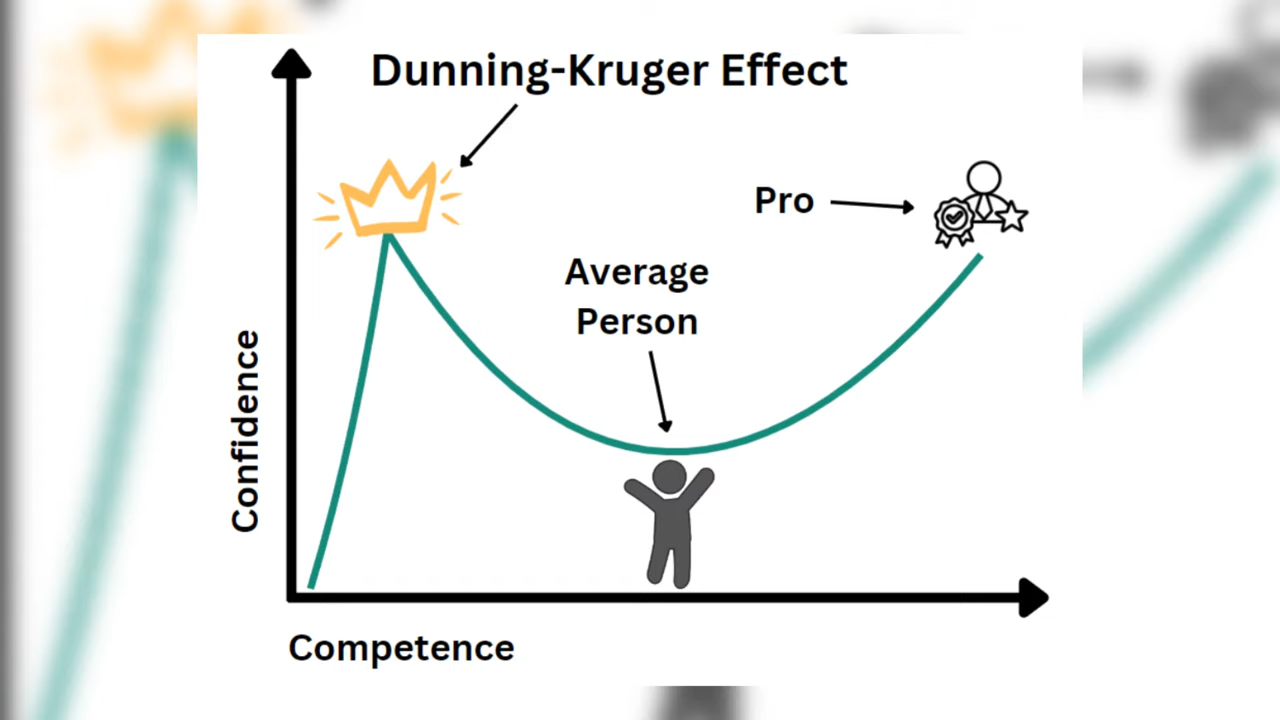 Dunning-Kruger Effect
Pro
Average
Person
Confidence
Competence